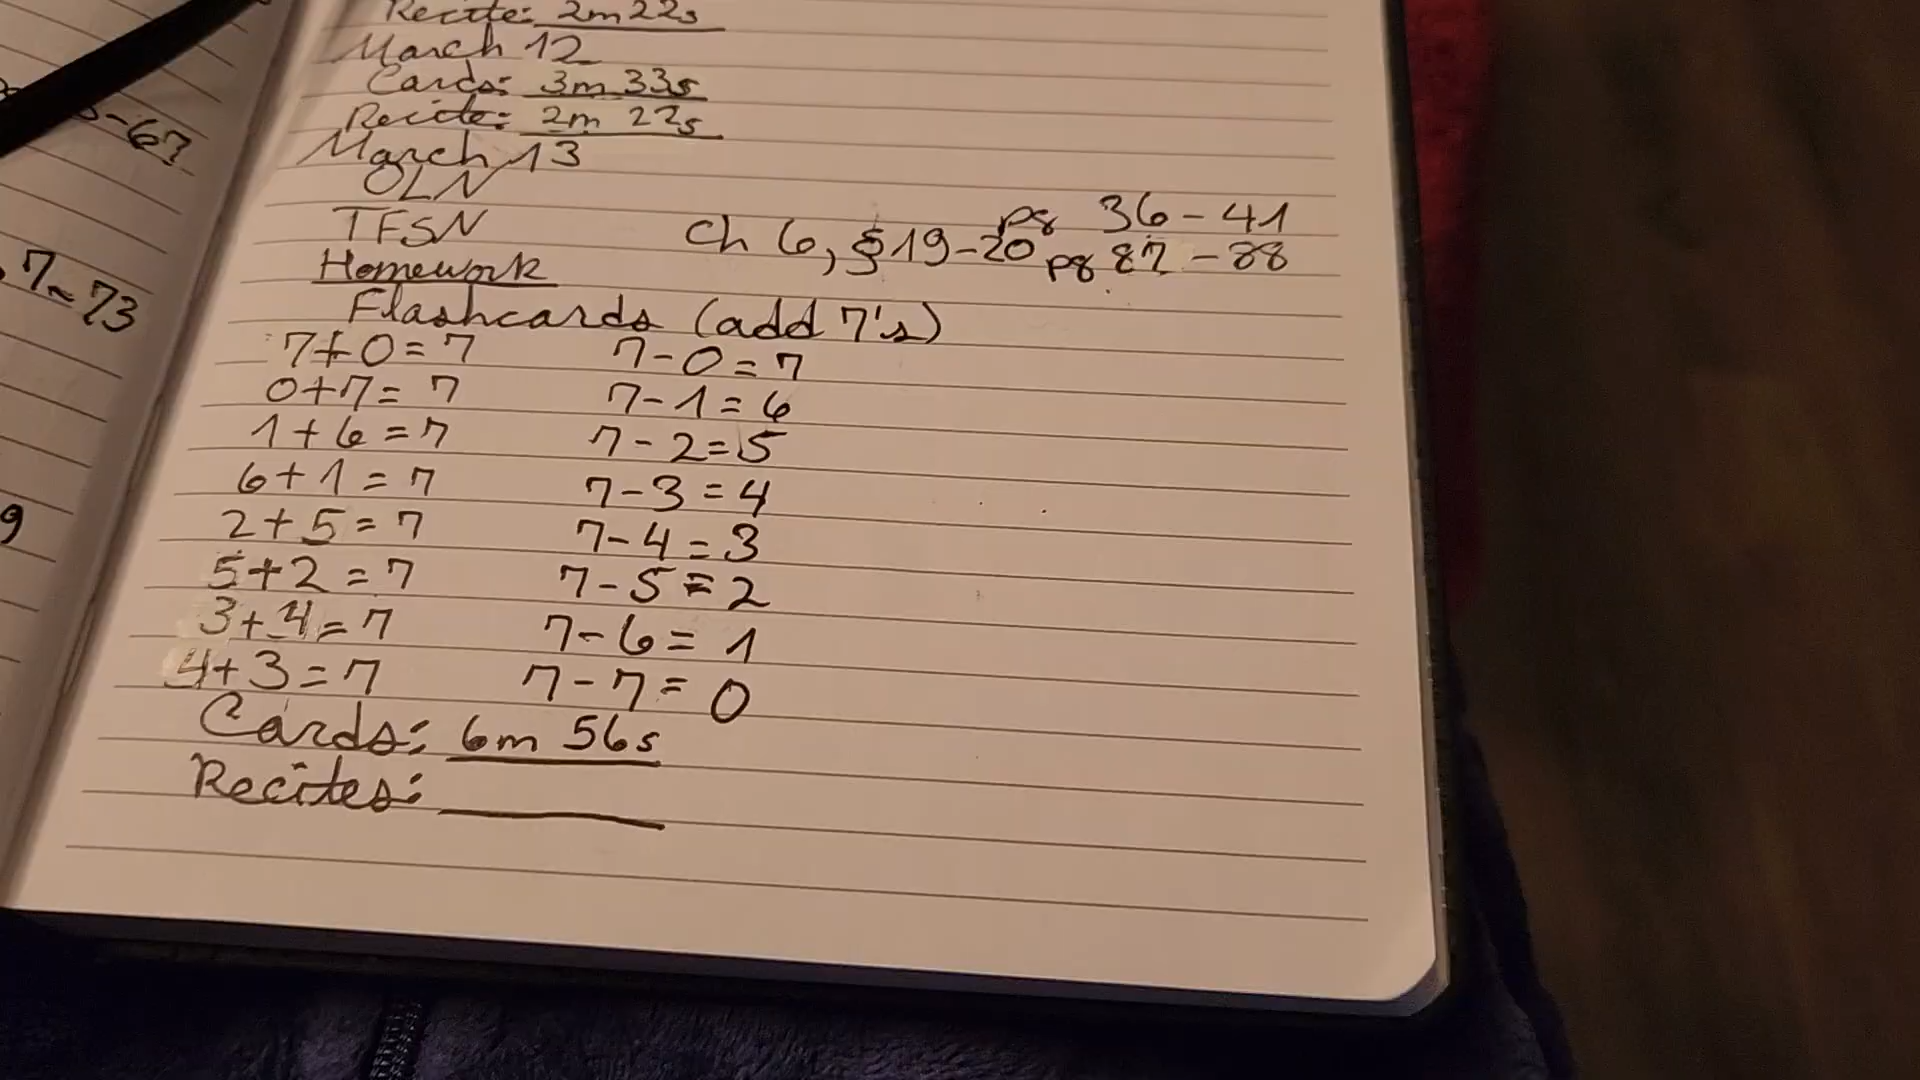 Recite: 2m22s
March 12
Cards: 3m 33s
Recite: 2m 22s
March 13
OLN pg 36-41
TFSN Ch 6, §19-20 pg 87-88
Homework
Flashcards (add 7's)
7+0=7 7-0=7
0+7=7 7-1=6
1+6=7 7-2=5
6+1=7 7-3=4
2+5=7 7-4=3
5+2=7 7-5=2
3+4=7 7-6=1
4+3=7 7-7=0
Cards: 6m 56s
Recites:
-67
7-73
9